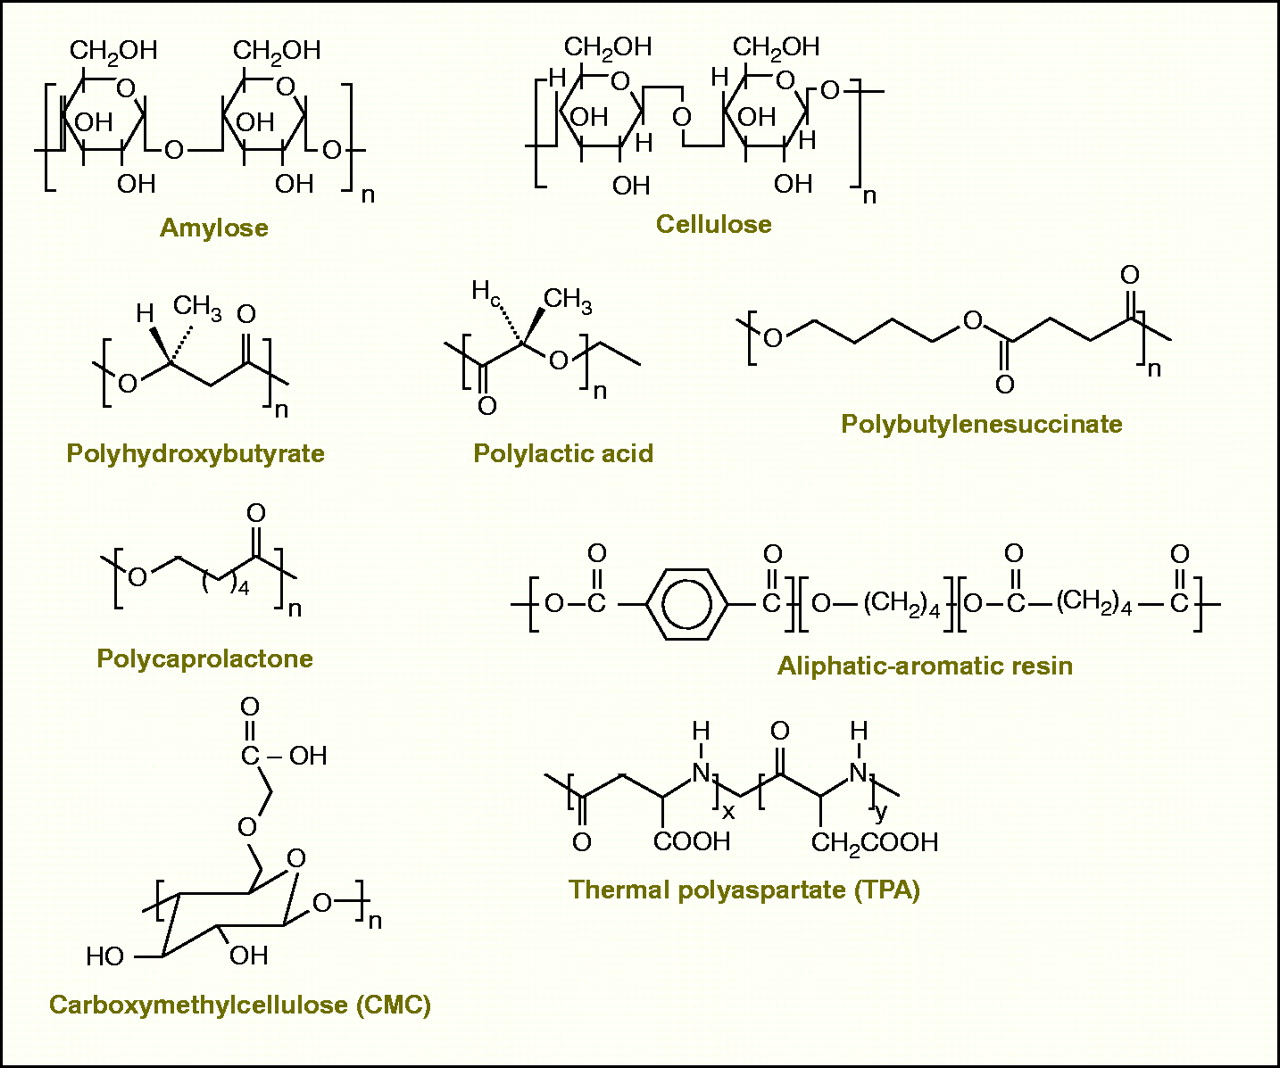 CH2OH CH2OH
O O
OH OH
O O
OH OH
n
Amylose
CH2OH CH2OH
H O H O O
OH O OH
H H
OH OH
n
Cellulose
H CH3 O
O
n
Polyhydroxybutyrate
Hc CH3
O
O
n
Polylactic acid
O
O O
O
n
Polybutylenesuccinate
O
O
( )4
n
Polycaprolactone
O O O O
O–C C O–(CH2)4 O–C–(CH2)4–C
Aliphatic-aromatic resin
O
C – OH
O
O
O
n
HO OH
Carboxymethylcellulose (CMC)
H O H
N N
x y
O COOH CH2COOH
Thermal polyaspartate (TPA)